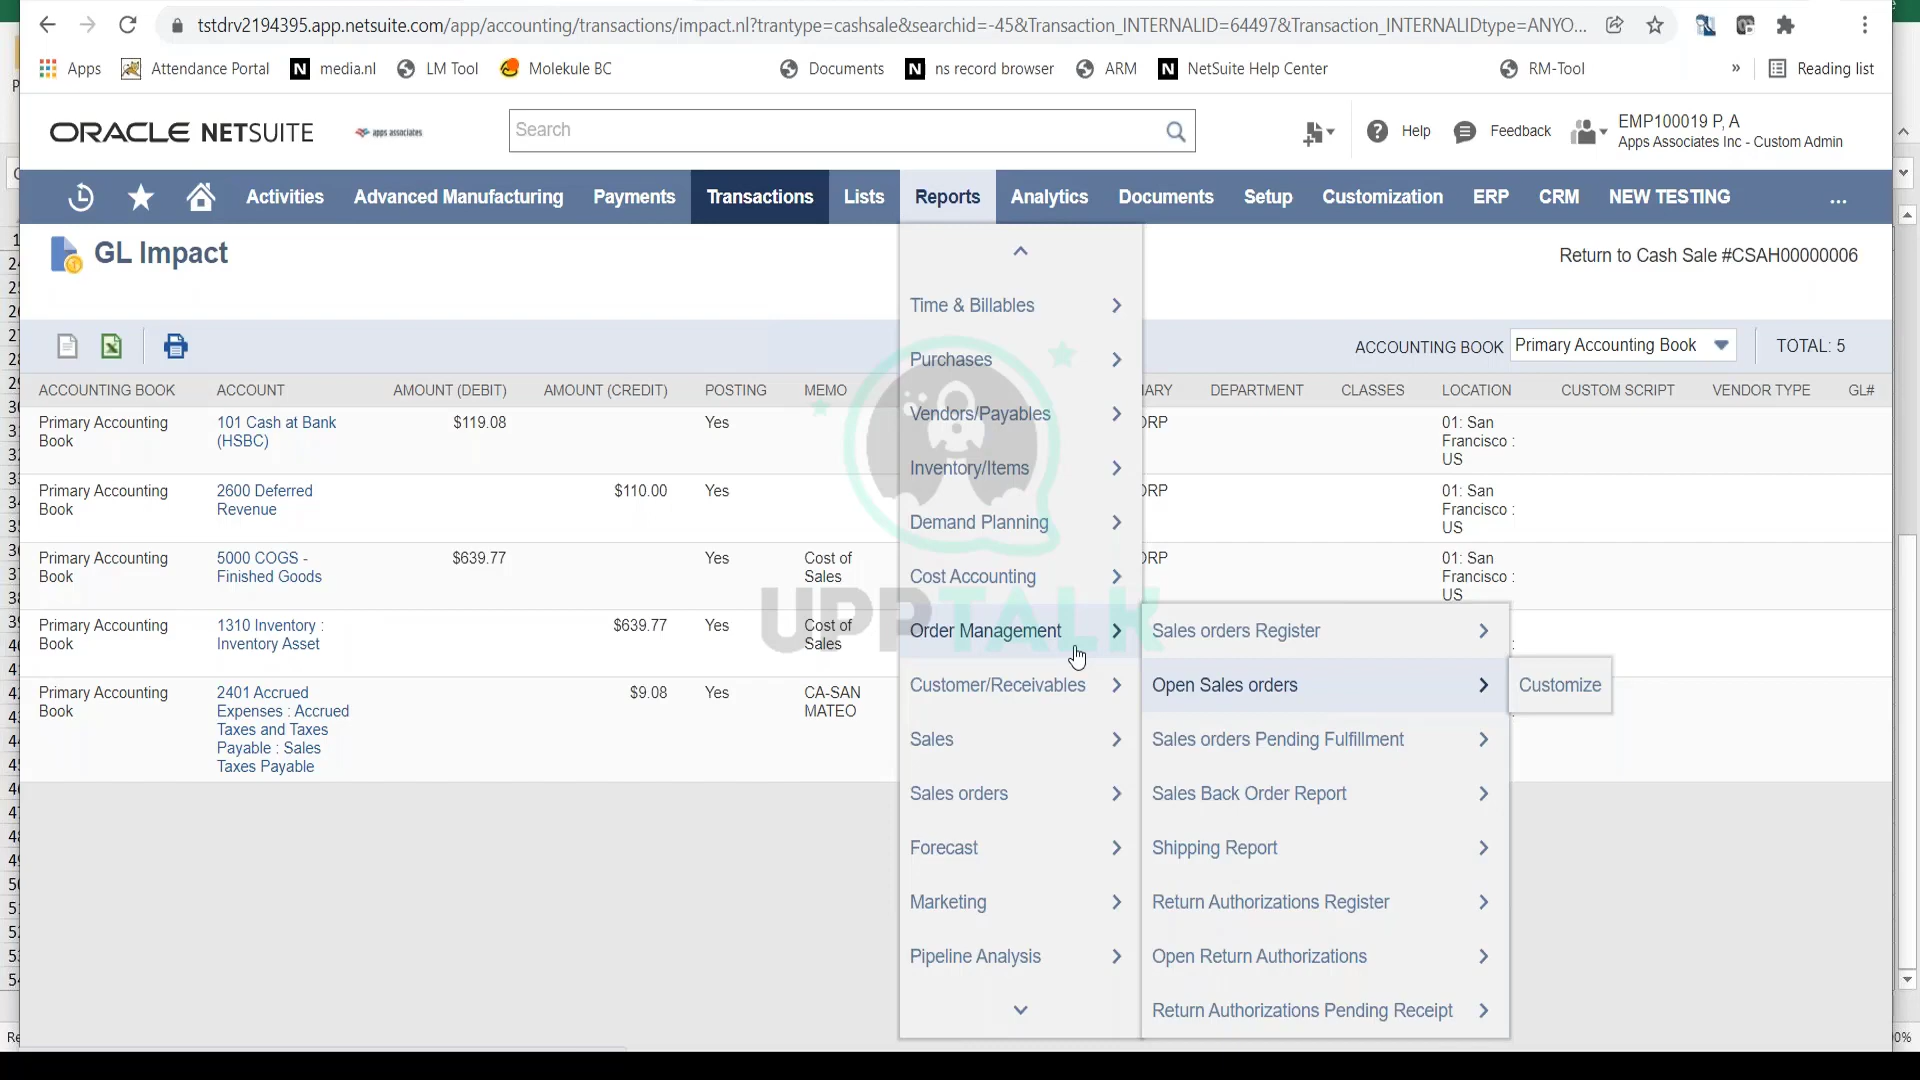 tstdrv2194395.app.netsuite.com/app/accounting/transactions/impact.nl?trantype=cashsale&searchid=-45&Transaction_INTERNALID=64497&Transaction_INTERNALIDtype=ANYO...
Apps Attendance Portal media.nl LM Tool Molekule BC Documents ns record browser ARM NetSuite Help Center RM-Tool » Reading list
ORACLE NETSUITE apps associates Search Help Feedback EMP100019 P, A
Apps Associates Inc - Custom Admin
Activities Advanced Manufacturing Payments Transactions Lists Reports Analytics Documents Setup Customization ERP CRM NEW TESTING ...
GL Impact
Return to Cash Sale #CSAH00000006
ACCOUNTING BOOK Primary Accounting Book TOTAL: 5
ACCOUNTING BOOK ACCOUNT AMOUNT (DEBIT) AMOUNT (CREDIT) POSTING MEMO IARY DEPARTMENT CLASSES LOCATION CUSTOM SCRIPT VENDOR TYPE GL#
Primary Accounting Book 101 Cash at Bank (HSBC) $119.08 Yes ORP 01: San Francisco : US
Primary Accounting Book 2600 Deferred Revenue $110.00 Yes ORP 01: San Francisco : US
Primary Accounting Book 5000 COGS - Finished Goods $639.77 Yes Cost of Sales ORP 01: San Francisco : US
Primary Accounting Book 1310 Inventory : Inventory Asset $639.77 Yes Cost of Sales
Primary Accounting Book 2401 Accrued Expenses : Accrued Taxes and Taxes Payable : Sales Taxes Payable $9.08 Yes CA-SAN MATEO
Time & Billables
Purchases
Vendors/Payables
Inventory/Items
Demand Planning
Cost Accounting
Order Management
Customer/Receivables
Sales
Sales orders
Forecast
Marketing
Pipeline Analysis
Sales orders Register
Open Sales orders
Sales orders Pending Fulfillment
Sales Back Order Report
Shipping Report
Return Authorizations Register
Open Return Authorizations
Return Authorizations Pending Receipt
Customize
UPPTALK